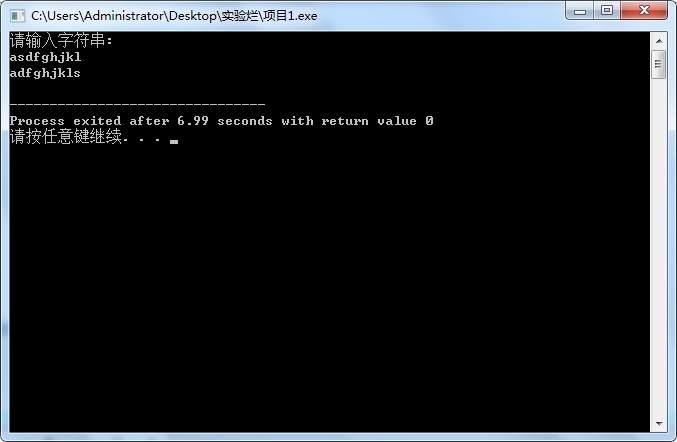 C:\Users\Administrator\Desktop\实验烂\项目1.exe
请输入字符串:
asdfghjkl
adfghjkls
--------------------------------
Process exited after 6.99 seconds with return value 0
请按任意键继续. . .